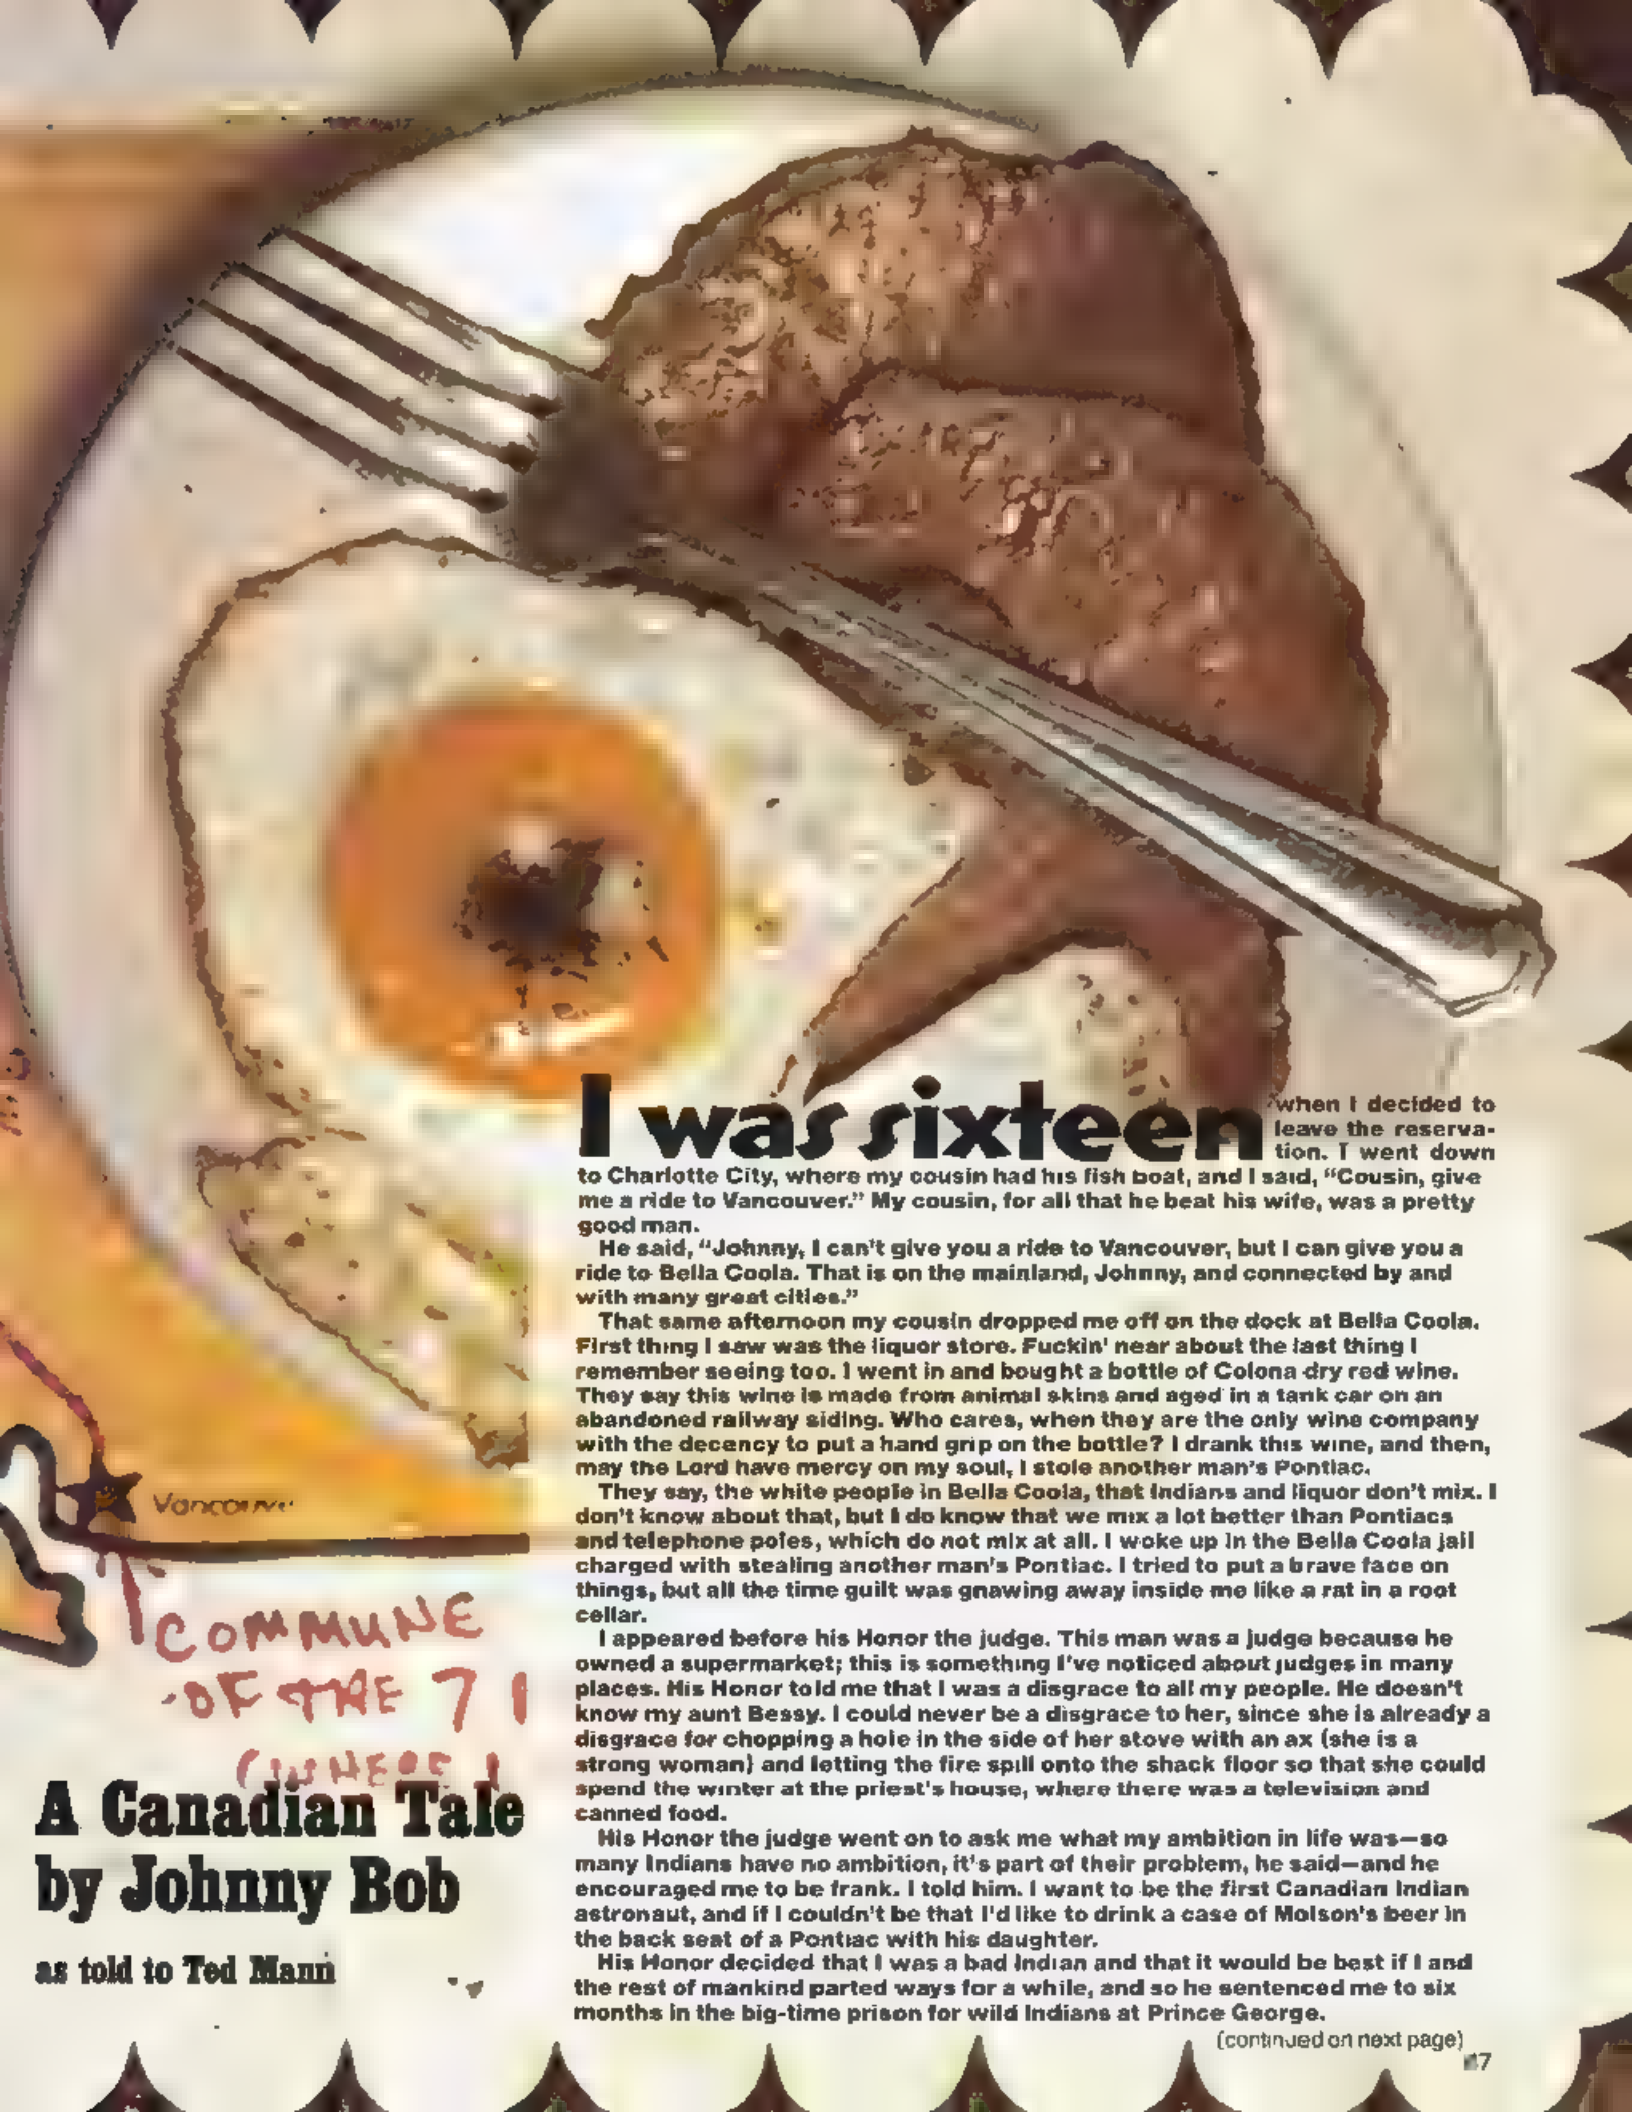 I was sixteen when I decided to
leave the reserva-
tion. I went down
to Charlotte City, where my cousin had his fish boat, and I said, "Cousin, give
me a ride to Vancouver." My cousin, for all that he beat his wife, was a pretty
good man.
He said, "Johnny, I can't give you a ride to Vancouver, but I can give you a
ride to Bella Coola. That is on the mainland, Johnny, and connected by and
with many great cities."
That same afternoon my cousin dropped me off on the dock at Bella Coola.
First thing I saw was the liquor store. Fuckin' near about the last thing I
remember seeing too. I went in and bought a bottle of Colona dry red wine.
They say this wine is made from animal skins and aged in a tank car on an
abandoned railway siding. Who cares, when they are the only wine company
with the decency to put a hand grip on the bottle? I drank this wine, and then,
may the Lord have mercy on my soul, I stole another man's Pontiac.
They say, the white people in Bella Coola, that Indians and liquor don't mix. I
don't know about that, but I do know that we mix a lot better than Pontiacs
and telephone poles, which do not mix at all. I woke up in the Bella Coola jail
charged with stealing another man's Pontiac. I tried to put a brave face on
things, but all the time guilt was gnawing away inside me like a rat in a root
cellar.
I appeared before his Honor the judge. This man was a judge because he
owned a supermarket; this is something I've noticed about judges in many
places. His Honor told me that I was a disgrace to all my people. He doesn't
know my aunt Bessy. I could never be a disgrace to her, since she is already a
disgrace for chopping a hole in the side of her stove with an ax (she is a
strong woman) and letting the fire spill onto the shack floor so that she could
spend the winter at the priest's house, where there was a television and
canned food.
His Honor the judge went on to ask me what my ambition in life was—so
many Indians have no ambition, it's part of their problem, he said—and he
encouraged me to be frank. I told him. I want to be the first Canadian Indian
astronaut, and if I couldn't be that I'd like to drink a case of Molson's beer in
the back seat of a Pontiac with his daughter.
His Honor decided that I was a bad Indian and that it would be best if I and
the rest of mankind parted ways for a while, and so he sentenced me to six
months in the big-time prison for wild Indians at Prince George.
(continued on next page)
Vancouver
COMMUNE
OF THE 7
A Canadian Tale
by Johnny Bob
as told to Ted Mann